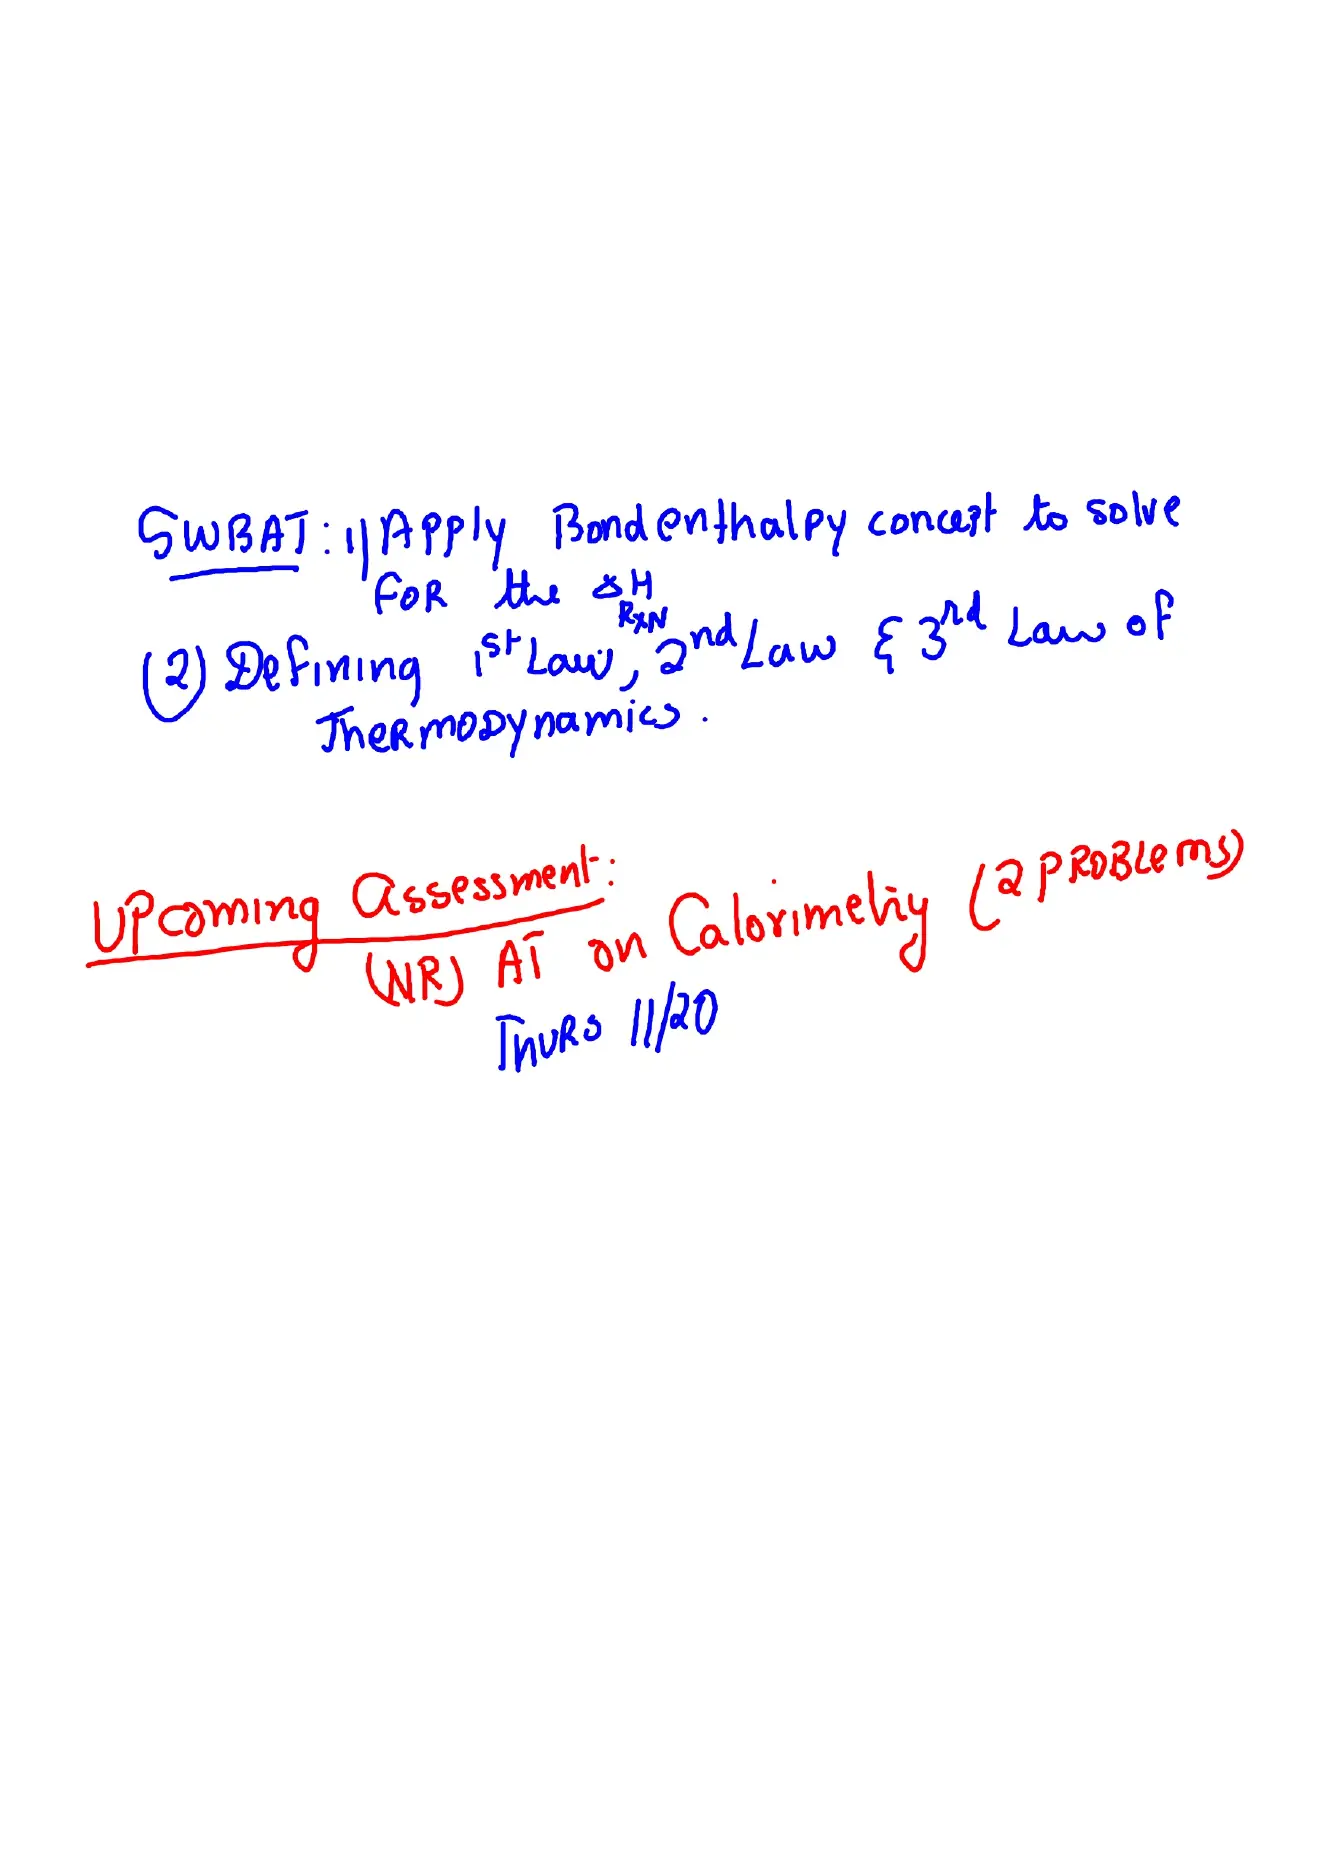 SWBAT: 1) Apply Bond enthalpy concept to solve
for the ΔH RXN
(2) Defining 1st Law, 2nd Law & 3rd Law of
Thermodynamics.
Upcoming Assessment:
(NR) AT on Calorimetry (2 PROBLEMS)
THURS 11/20